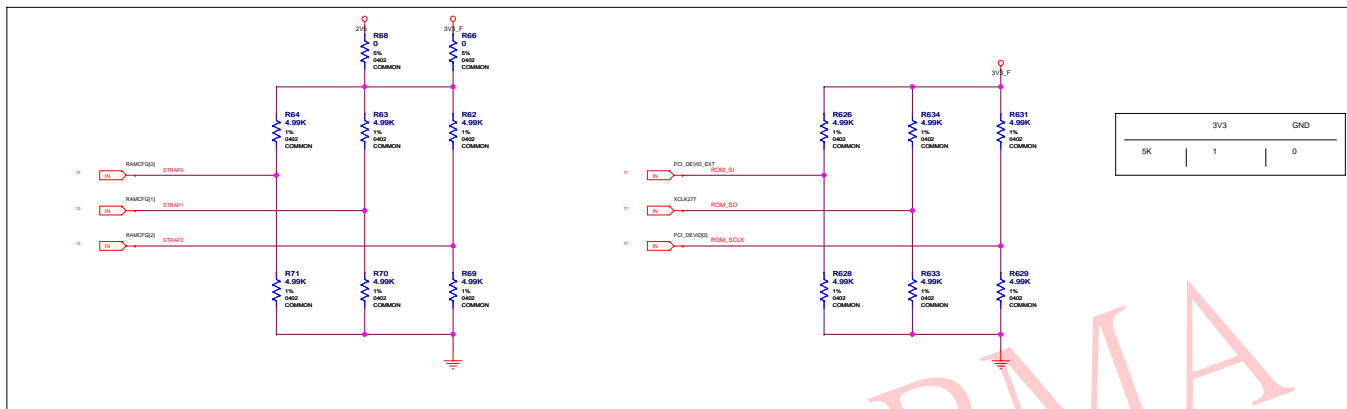 2V5 3V3_F
R68 R66
0 0
5% 5%
0402 0402
COMMON COMMON
3V3_F
R64 R63 R62 R626 R634 R631
4.99K 4.99K 4.99K 4.99K 4.99K 4.99K
1% 1% 1% 1% 1% 1%
0402 0402 0402 0402 0402 0402
COMMON COMMON COMMON COMMON COMMON COMMON
3V3 GND
5K 1 0
RAMCFG[0] PCI_DEVID_EXT
IN STRAP0 17 IN ROM_SI
RAMCFG[1] XCLK277
IN STRAP1 17 IN ROM_SO
RAMCFG[2] PCI_DEVID[3]
IN STRAP2 17 IN ROM_SCLK
R71 R70 R69 R628 R633 R629
4.99K 4.99K 4.99K 4.99K 4.99K 4.99K
1% 1% 1% 1% 1% 1%
0402 0402 0402 0402 0402 0402
COMMON COMMON COMMON COMMON COMMON COMMON
RMA